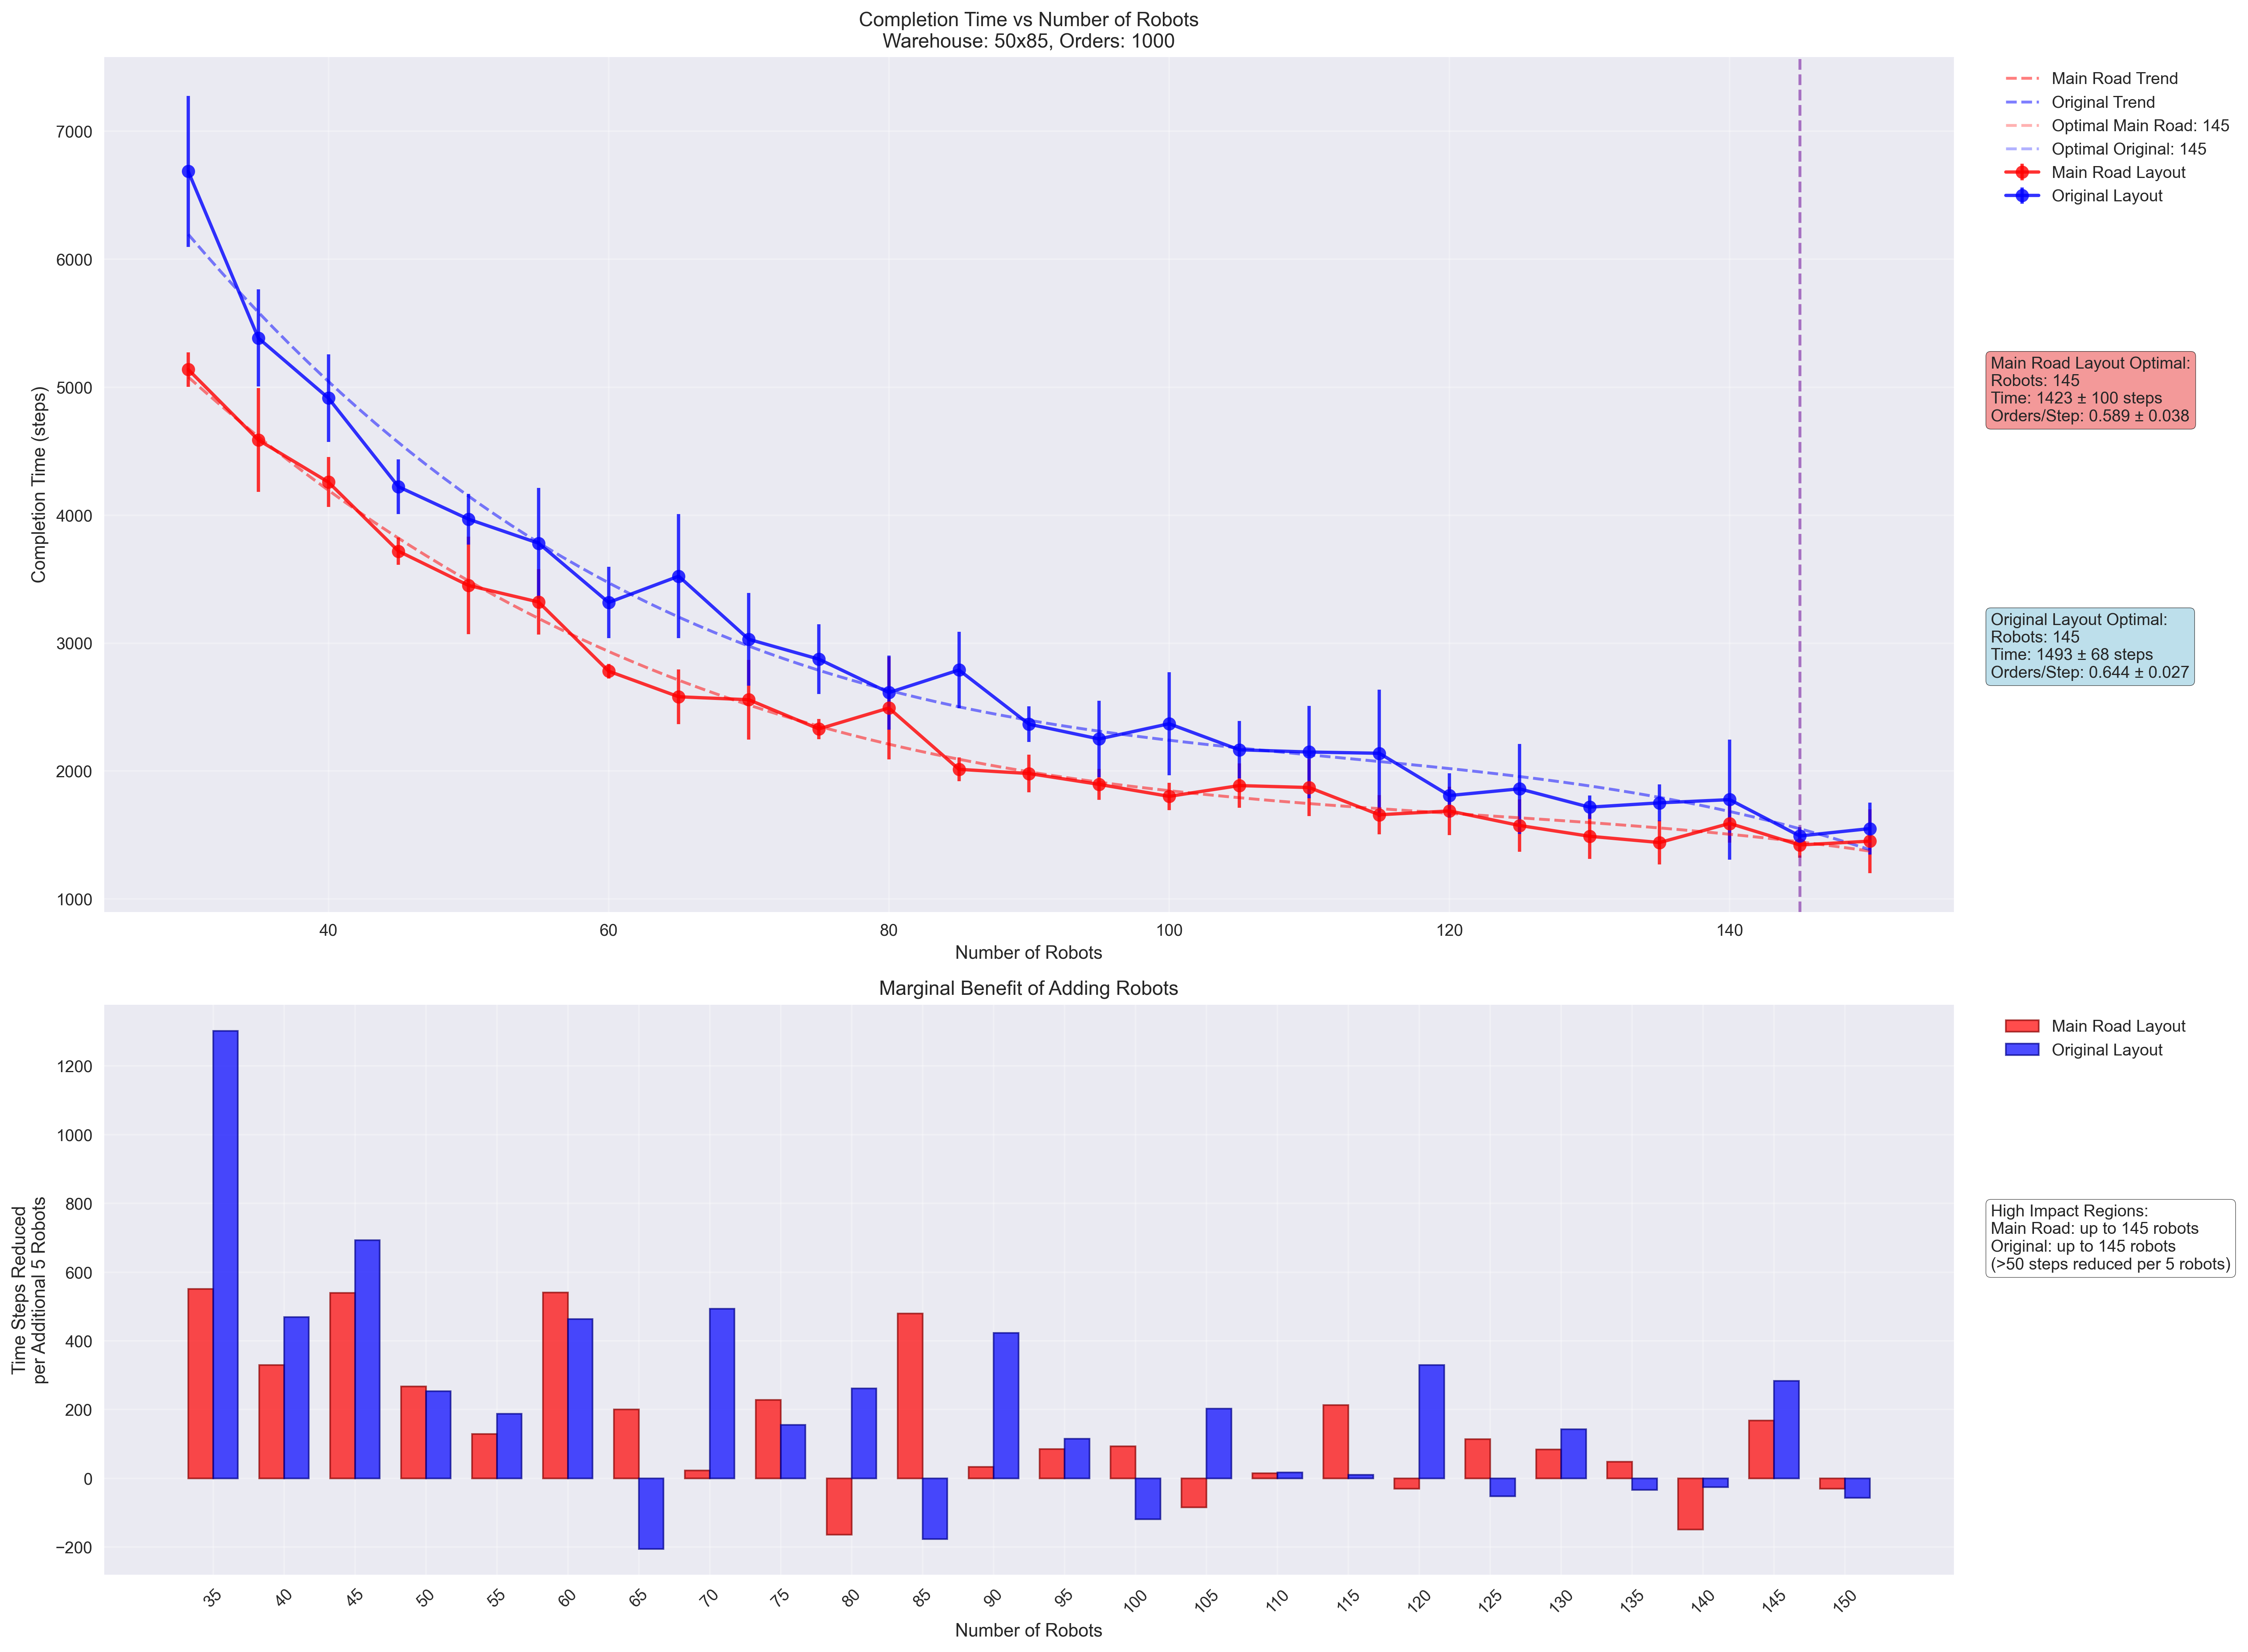 Completion Time vs Number of Robots
Warehouse: 50x85, Orders: 1000
Completion Time (steps)
7000
6000
5000
4000
3000
2000
1000
40
60
80
100
120
140
Number of Robots
Main Road Trend
Original Trend
Optimal Main Road: 145
Optimal Original: 145
Main Road Layout
Original Layout
Main Road Layout Optimal:
Robots: 145
Time: 1423 ± 100 steps
Orders/Step: 0.589 ± 0.038
Original Layout Optimal:
Robots: 145
Time: 1493 ± 68 steps
Orders/Step: 0.644 ± 0.027
Marginal Benefit of Adding Robots
Time Steps Reduced
per Additional 5 Robots
1200
1000
800
600
400
200
0
−200
35
40
45
50
55
60
65
70
75
80
85
90
95
100
105
110
115
120
125
130
135
140
145
150
Number of Robots
Main Road Layout
Original Layout
High Impact Regions:
Main Road: up to 145 robots
Original: up to 145 robots
(>50 steps reduced per 5 robots)